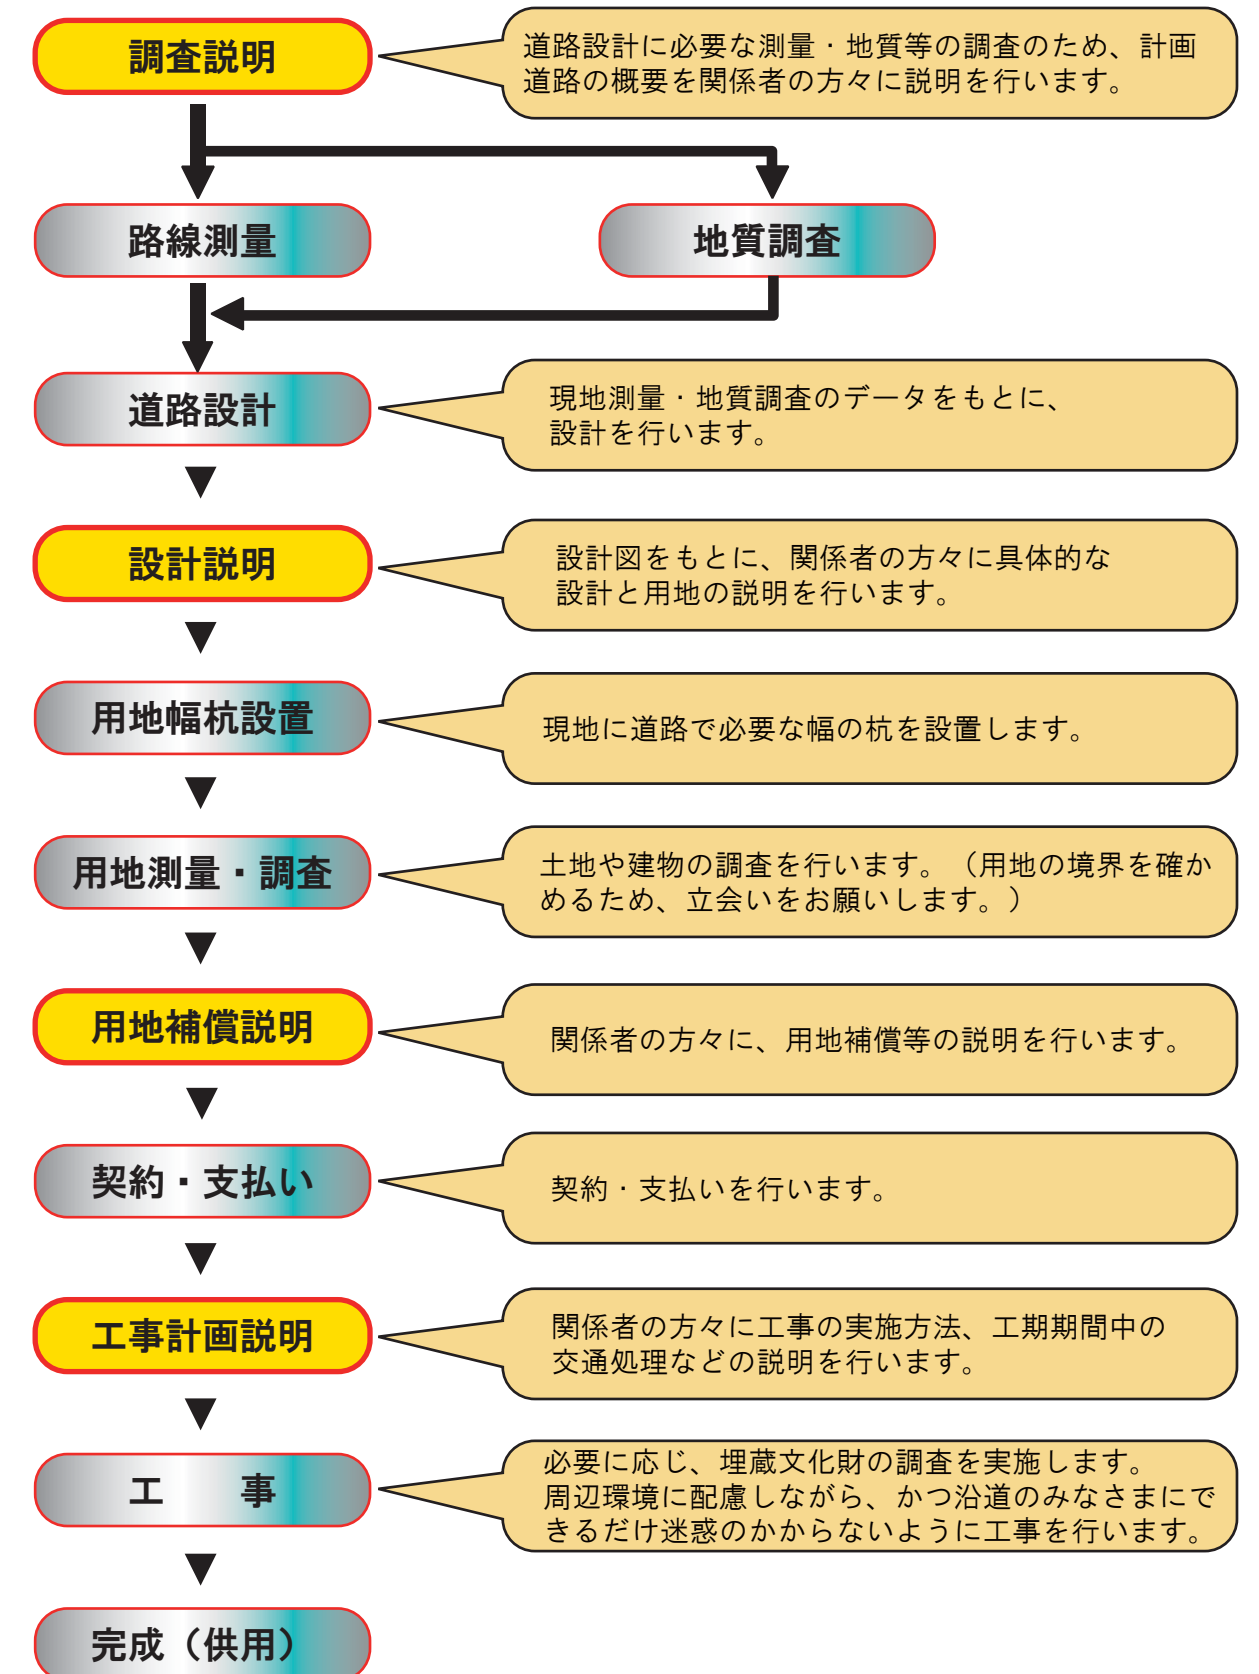 調査説明
道路設計に必要な測量・地質等の調査のため、計画
道路の概要を関係者の方々に説明を行います。
路線測量
地質調査
道路設計
現地測量・地質調査のデータをもとに、
設計を行います。
設計説明
設計図をもとに、関係者の方々に具体的な
設計と用地の説明を行います。
用地幅杭設置
現地に道路で必要な幅の杭を設置します。
用地測量・調査
土地や建物の調査を行います。（用地の境界を確か
めるため、立会いをお願いします。）
用地補償説明
関係者の方々に、用地補償等の説明を行います。
契約・支払い
契約・支払いを行います。
工事計画説明
関係者の方々に工事の実施方法、工期期間中の
交通処理などの説明を行います。
工　事
必要に応じ、埋蔵文化財の調査を実施します。
周辺環境に配慮しながら、かつ沿道のみなさまにで
きるだけ迷惑のかからないように工事を行います。
完成（供用）